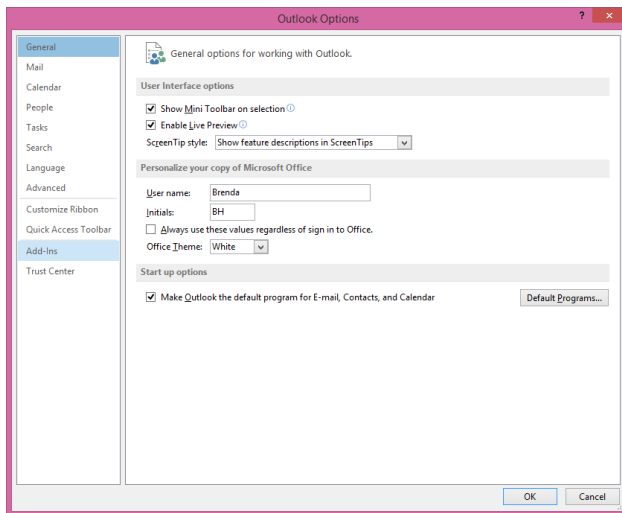 Outlook Options
?
×
General
Mail
Calendar
People
Tasks
Search
Language
Advanced
Customize Ribbon
Quick Access Toolbar
Add-Ins
Trust Center
General options for working with Outlook.
User Interface options
Show Mini Toolbar on selection
Enable Live Preview
ScreenTip style: Show feature descriptions in ScreenTips
Personalize your copy of Microsoft Office
User name: Brenda
Initials: BH
Always use these values regardless of sign in to Office.
Office Theme: White
Start up options
Make Outlook the default program for E-mail, Contacts, and Calendar
Default Programs...
OK Cancel